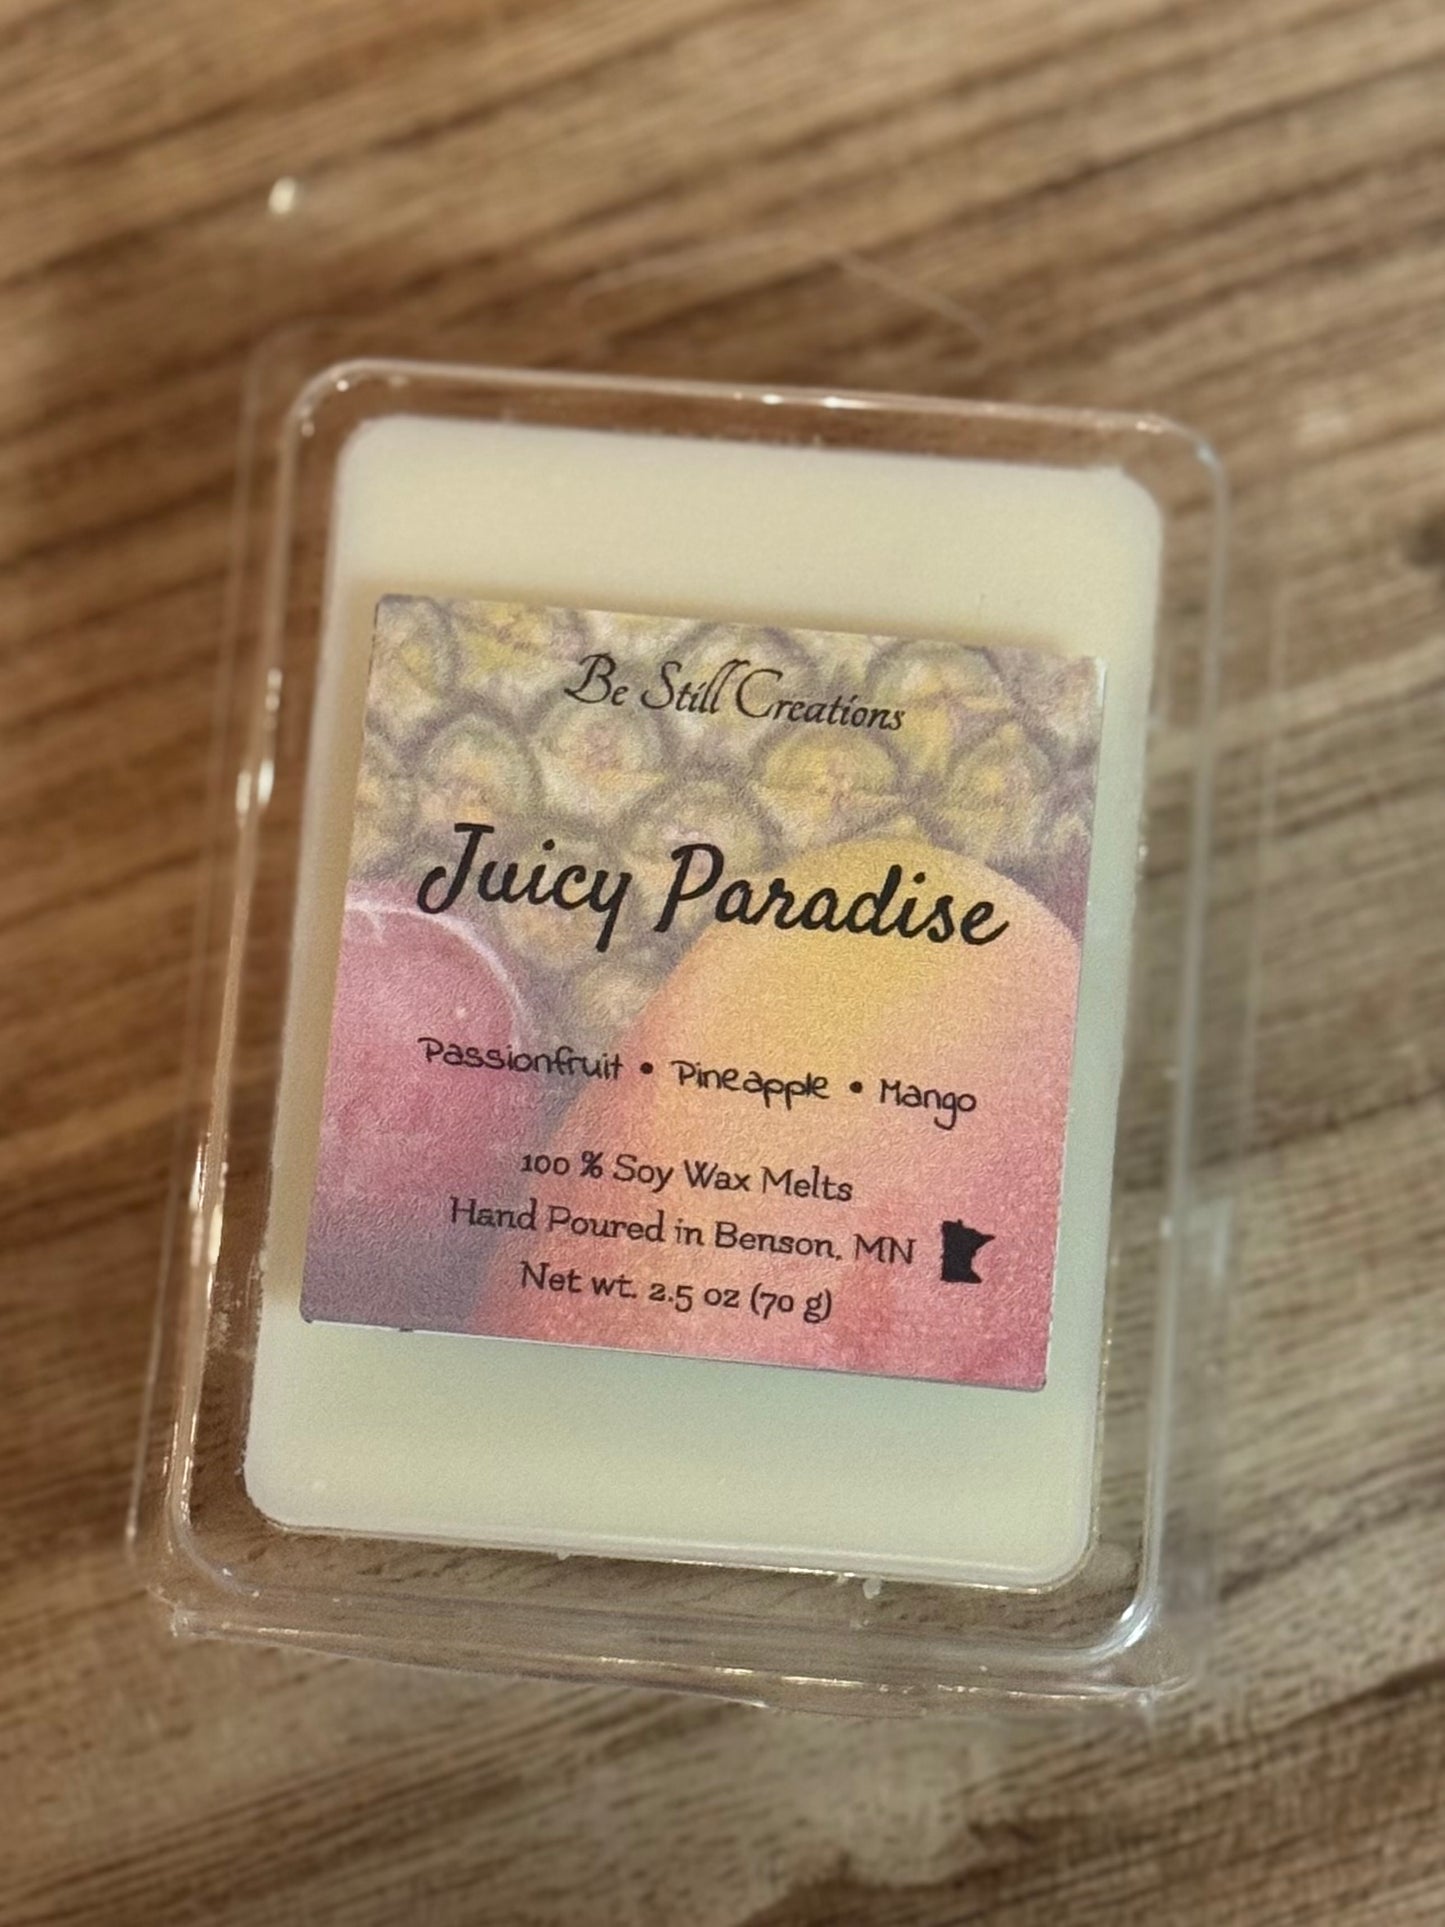 Be Still Creations
Juicy Paradise
Passionfruit • Pineapple • Mango
100 % Soy Wax Melts
Hand Poured in Benson, MN
Net wt. 2.5 oz (70 g)